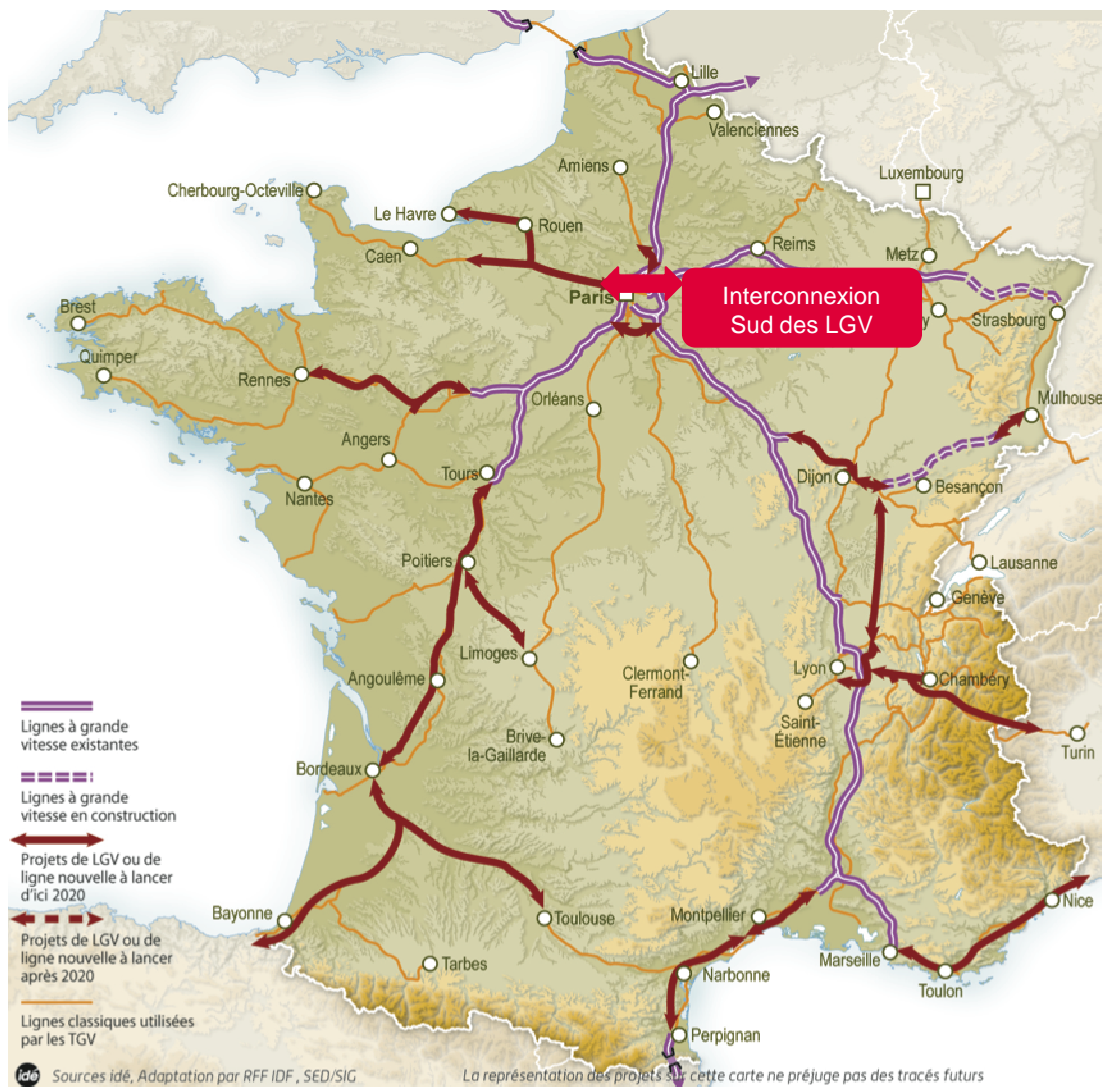 Lille
Valenciennes
Amiens
Luxembourg
Cherbourg-Octeville
Le Havre
Rouen
Reims
Metz
Caen
Paris
Interconnexion
Sud des LGV
y
Strasbourg
Brest
Quimper
Rennes
Orléans
Mulhouse
Angers
Tours
Dijon
Besançon
Nantes
Poitiers
Lausanne
Genève
Limoges
Clermont-
Ferrand
Lyon
Chambéry
Angoulême
Saint-
Étienne
Turin
Brive-
la-Gaillarde
Bordeaux
Lignes à grande
vitesse existantes
Lignes à grande
vitesse en construction
Projets de LGV ou de
ligne nouvelle à lancer
d'ici 2020
Projets de LGV ou de
ligne nouvelle à lancer
après 2020
Lignes classiques utilisées
par les TGV
Bayonne
Toulouse
Montpellier
Nice
Tarbes
Narbonne
Marseille
Toulon
Perpignan
idé Sources idé, Adaptation par RFF IDF , SED/SIG
La représentation des projets sur cette carte ne préjuge pas des tracés futurs